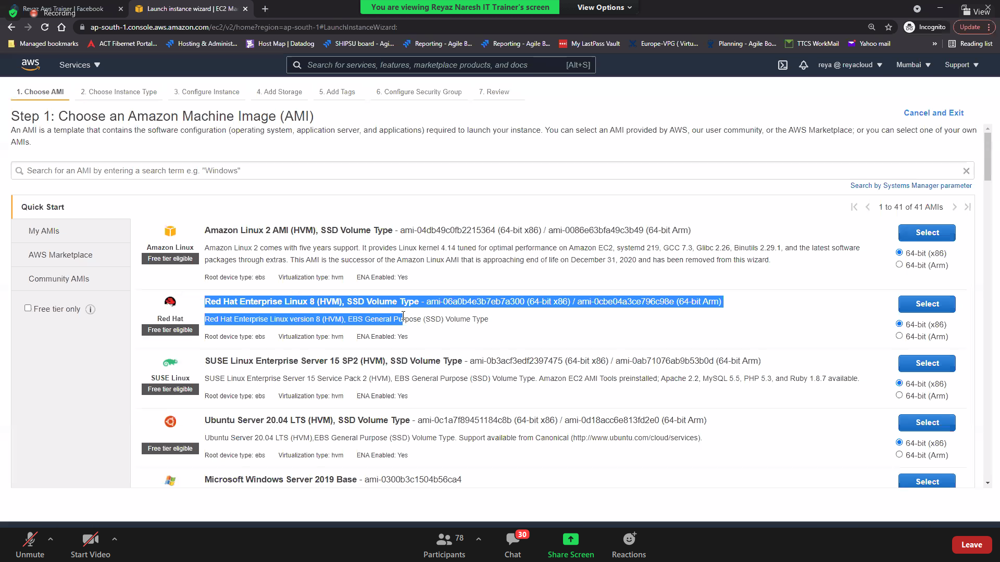 Reyaz Aws Trainer | Facebook
Launch instance wizard | EC2 Ma
Recording
You are viewing Reyaz Naresh IT Trainer's screen
View Options
View
ap-south-1.console.aws.amazon.com/ec2/v2/home?region=ap-south-1#LaunchInstanceWizard:
Incognito
Update
Managed bookmarks
ACT Fibernet Portal...
Hosting & Administ...
Host Map | Datadog
SHIPSU board - Agi...
Reporting - Agile B...
Reporting - Agile B...
My LastPass Vault
Europe-VPG ( Virtu...
Planning - Agile Bo...
TTCS WorkMail
Yahoo mail
»
Reading list
aws
Services
Search for services, features, marketplace products, and docs
[Alt+S]
reya @ reyacloud
Mumbai
Support
1. Choose AMI
2. Choose Instance Type
3. Configure Instance
4. Add Storage
5. Add Tags
6. Configure Security Group
7. Review
Step 1: Choose an Amazon Machine Image (AMI)
Cancel and Exit
An AMI is a template that contains the software configuration (operating system, application server, and applications) required to launch your instance. You can select an AMI provided by AWS, our user community, or the AWS Marketplace; or you can select one of your own
AMIs.
Search for an AMI by entering a search term e.g. "Windows"
Search by Systems Manager parameter
Quick Start
1 to 41 of 41 AMIs
My AMIs
AWS Marketplace
Community AMIs
Free tier only
Amazon Linux
Free tier eligible
Amazon Linux 2 AMI (HVM), SSD Volume Type - ami-04db49c0fb2215364 (64-bit x86) / ami-0086e63bfa49c3b49 (64-bit Arm)
Amazon Linux 2 comes with five years support. It provides Linux kernel 4.14 tuned for optimal performance on Amazon EC2, systemd 219, GCC 7.3, Glibc 2.26, Binutils 2.29.1, and the latest software
packages through extras. This AMI is the successor of the Amazon Linux AMI that is approaching end of life on December 31, 2020 and has been removed from this wizard.
Root device type: ebs Virtualization type: hvm ENA Enabled: Yes
Select
64-bit (x86)
64-bit (Arm)
Red Hat
Free tier eligible
Red Hat Enterprise Linux 8 (HVM), SSD Volume Type - ami-06a0b4e3b7eb7a300 (64-bit x86) / ami-0cbe04a3ce796c98e (64-bit Arm)
Red Hat Enterprise Linux version 8 (HVM), EBS General Purpose (SSD) Volume Type
Root device type: ebs Virtualization type: hvm ENA Enabled: Yes
Select
64-bit (x86)
64-bit (Arm)
SUSE Linux
Free tier eligible
SUSE Linux Enterprise Server 15 SP2 (HVM), SSD Volume Type - ami-0b3acf3edf2397475 (64-bit x86) / ami-0ab71076ab9b53b0d (64-bit Arm)
SUSE Linux Enterprise Server 15 Service Pack 2 (HVM), EBS General Purpose (SSD) Volume Type. Amazon EC2 AMI Tools preinstalled; Apache 2.2, MySQL 5.5, PHP 5.3, and Ruby 1.8.7 available.
Root device type: ebs Virtualization type: hvm ENA Enabled: Yes
Select
64-bit (x86)
64-bit (Arm)
Free tier eligible
Ubuntu Server 20.04 LTS (HVM), SSD Volume Type - ami-0c1a7f89451184c8b (64-bit x86) / ami-0d18acc6e813fd2e0 (64-bit Arm)
Ubuntu Server 20.04 LTS (HVM),EBS General Purpose (SSD) Volume Type. Support available from Canonical (http://www.ubuntu.com/cloud/services).
Root device type: ebs Virtualization type: hvm ENA Enabled: Yes
Select
64-bit (x86)
64-bit (Arm)
Microsoft Windows Server 2019 Base - ami-0300b3c1504b56ca4
Select
Unmute
Start Video
78
Participants
30
Chat
Share Screen
Reactions
Leave